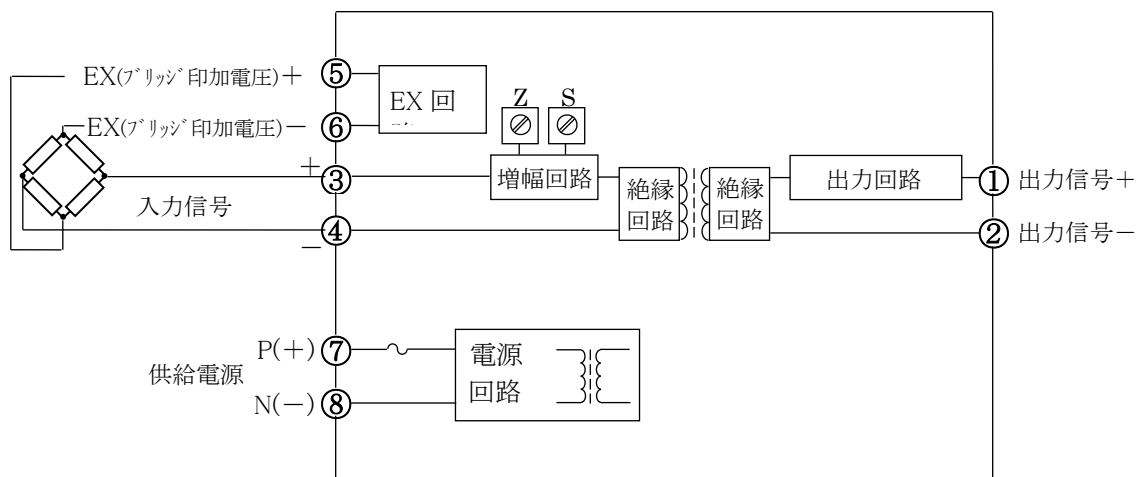 EX(ﾌﾞﾘｯｼﾞ印加電圧)＋
⑤
EX 回
Z
S
EX(ﾌﾞﾘｯｼﾞ印加電圧)－
⑥
＋
③
増幅回路
絶縁
回路
絶縁
回路
出力回路
①
出力信号＋
入力信号
④
－
②
出力信号－
P(＋)
⑦
電源
回路
供給電源
N(－)
⑧